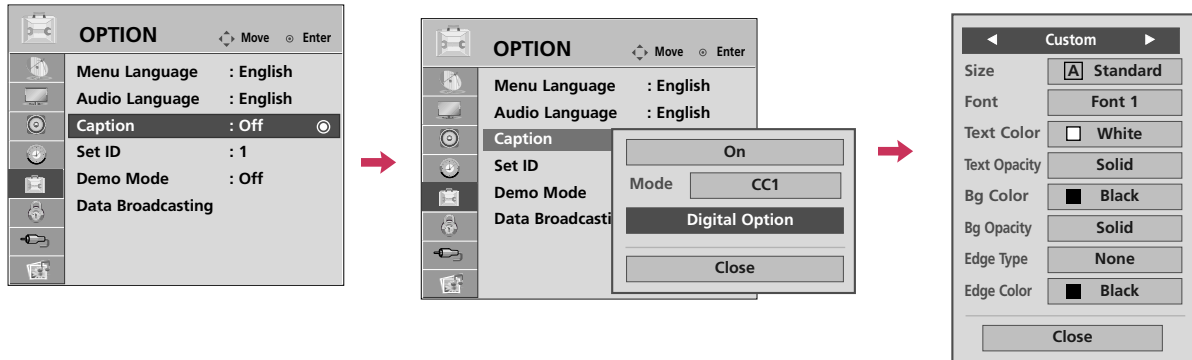 OPTION Move Enter
Menu Language : English
Audio Language : English
Caption : Off
Set ID : 1
Demo Mode : Off
Data Broadcasting
OPTION Move Enter
Menu Language : English
Audio Language : English
Caption
Set ID
Demo Mode
Data Broadcasti
On
Mode CC1
Digital Option
Close
Custom
Size A Standard
Font Font 1
Text Color White
Text Opacity Solid
Bg Color Black
Bg Opacity Solid
Edge Type None
Edge Color Black
Close